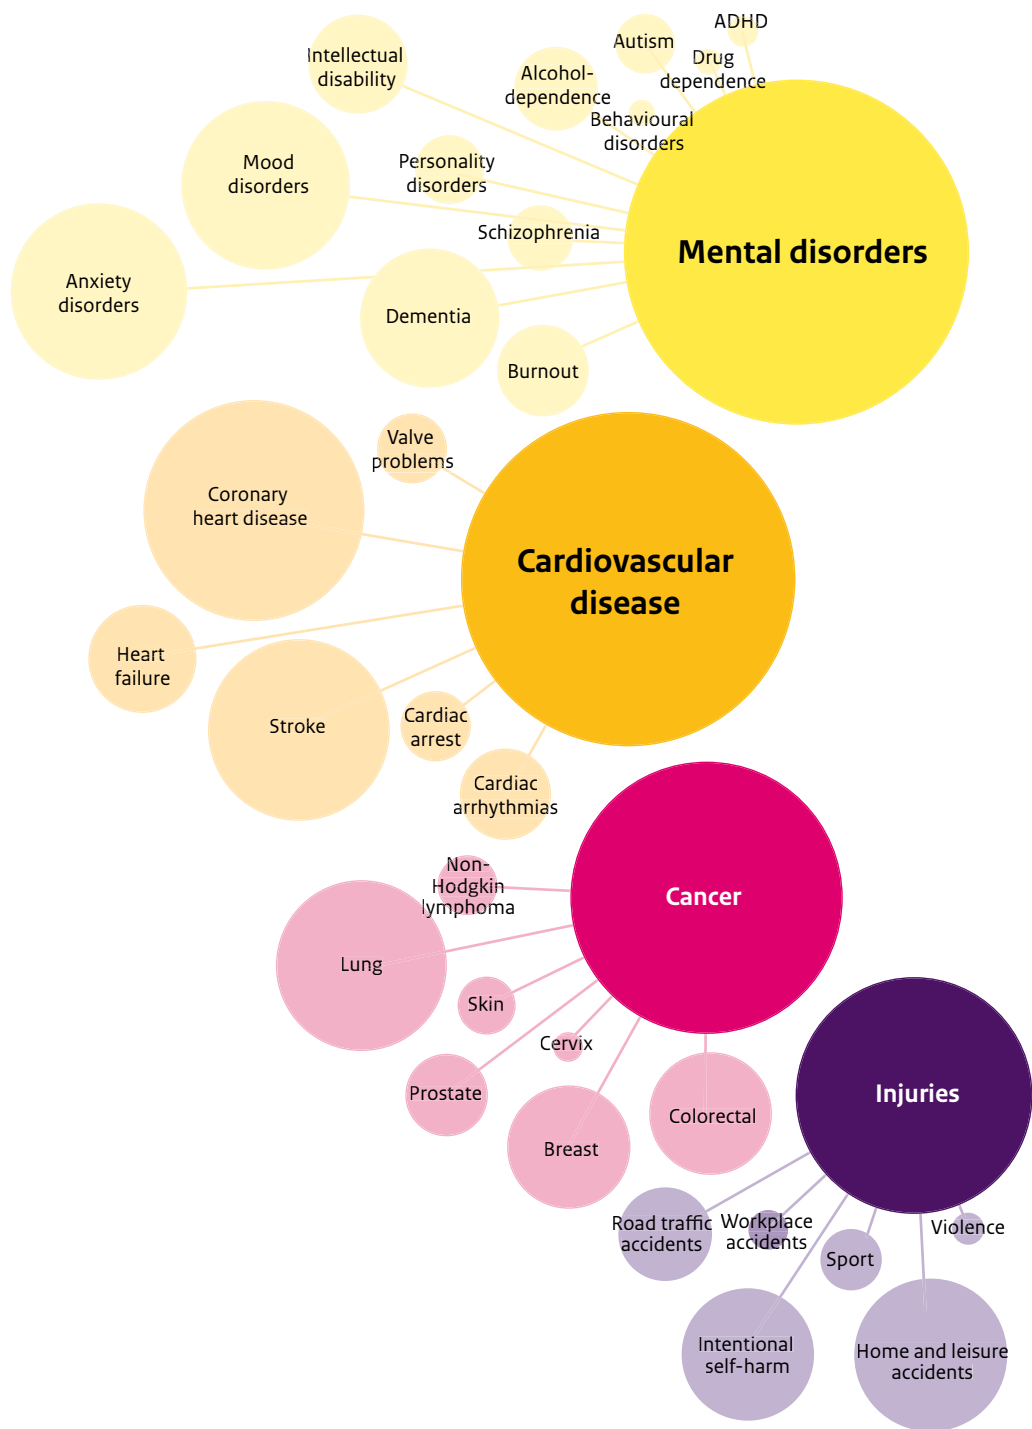 ADHD
Autism
Intellectual
disability
Drug
dependence
Alcohol-
dependence
Behavioural
disorders
Mood
disorders
Personality
disorders
Schizophrenia
Mental disorders
Anxiety
disorders
Dementia
Burnout
Valve
problems
Coronary
heart disease
Cardiovascular
disease
Heart
failure
Stroke
Cardiac
arrest
Cardiac
arrhythmias
Non-
Hodgkin
lymphoma
Cancer
Lung
Skin
Cervix
Prostate
Breast
Colorectal
Injuries
Road traffic
accidents
Workplace
accidents
Violence
Sport
Intentional
self-harm
Home and leisure
accidents